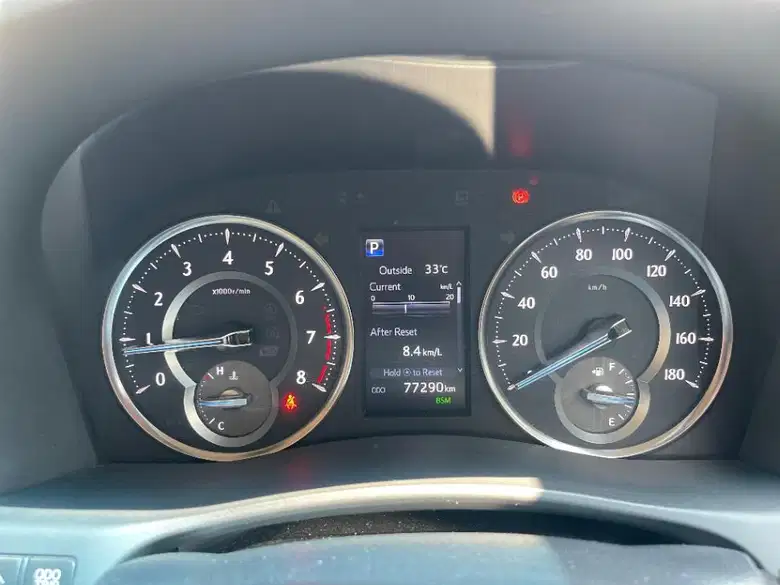 0
1
2
3
4
5
6
7
8
x1000r/min
H
C
P
Outside 33°C
Current km/L
0 10 20
After Reset
8.4 km/L
Hold ⦿ to Reset
ODO 77290 km
BSM
(P)
20
40
60
80
100
120
140
160
180
km/h
F
E
ODO
TRIP